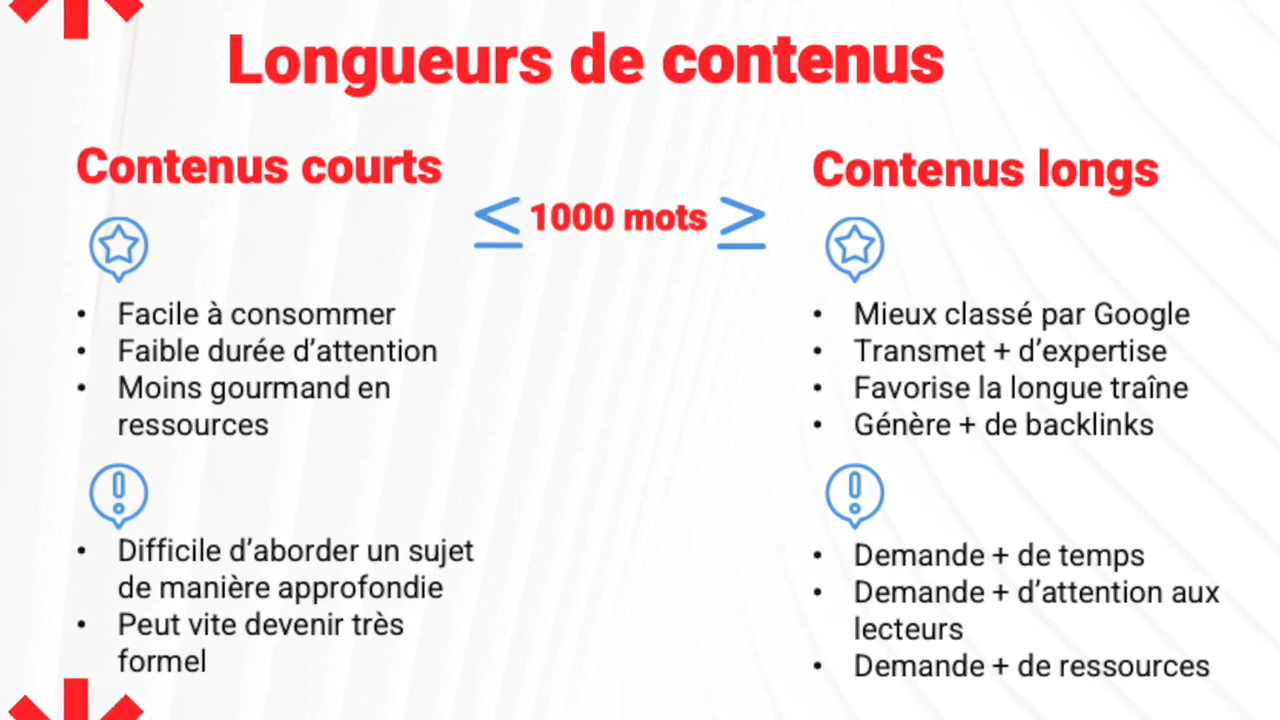 Longueurs de contenus
Contenus courts
≤ 1000 mots ≥
Contenus longs
• Facile à consommer
• Faible durée d’attention
• Moins gourmand en
ressources
• Difficile d’aborder un sujet
de manière approfondie
• Peut vite devenir très
formel
• Mieux classé par Google
• Transmet + d’expertise
• Favorise la longue traîne
• Génère + de backlinks
• Demande + de temps
• Demande + d’attention aux
lecteurs
• Demande + de ressources